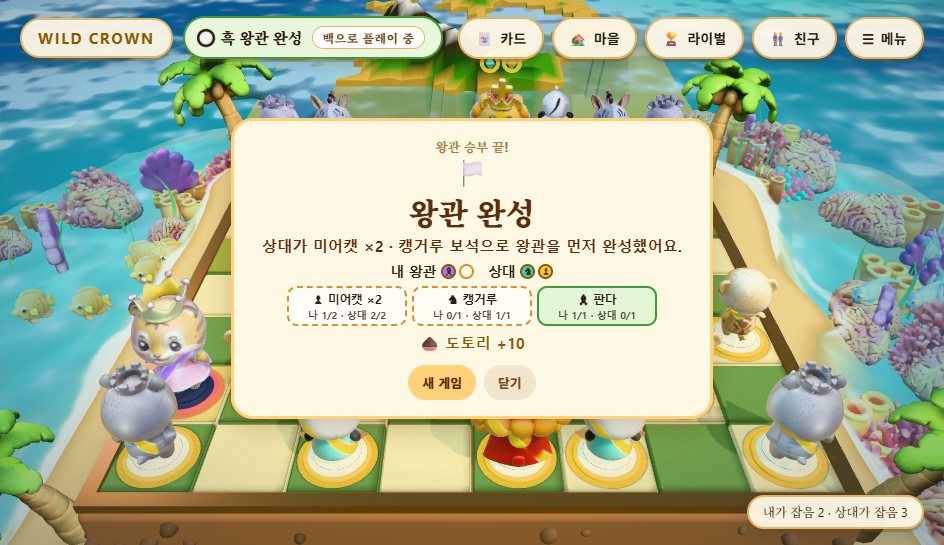 WILD CROWN
흑 왕관 완성
백으로 플레이 중
카드
마을
라이벌
친구
☰ 메뉴
왕관 승부 끝!
왕관 완성
상대가 미어캣 ×2 · 캥거루 보석으로 왕관을 먼저 완성했어요.
내 왕관 상대
미어캣 ×2
나 1/2 · 상대 2/2
캥거루
나 0/1 · 상대 1/1
판다
나 1/1 · 상대 0/1
도토리 +10
새 게임
닫기
내가 잡음 2 · 상대가 잡음 3